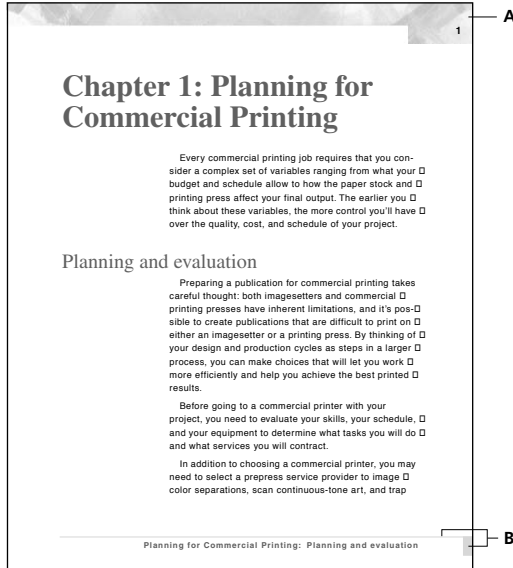 A
1
Chapter 1: Planning for
Commercial Printing
Every commercial printing job requires that you con-
sider a complex set of variables ranging from what your □
budget and schedule allow to how the paper stock and □
printing press affect your final output. The earlier you □
think about these variables, the more control you’ll have □
over the quality, cost, and schedule of your project.
Planning and evaluation
Preparing a publication for commercial printing takes
careful thought: both imagesetters and commercial □
printing presses have inherent limitations, and it’s pos-□
sible to create publications that are difficult to print on □
either an imagesetter or a printing press. By thinking of □
your design and production cycles as steps in a larger □
process, you can make choices that will let you work □
more efficiently and help you achieve the best printed □
results.
Before going to a commercial printer with your
project, you need to evaluate your skills, your schedule, □
and your equipment to determine what tasks you will do □
and what services you will contract.
In addition to choosing a commercial printer, you may
need to select a prepress service provider to image □
color separations, scan continuous-tone art, and trap
B
Planning for Commercial Printing: Planning and evaluation